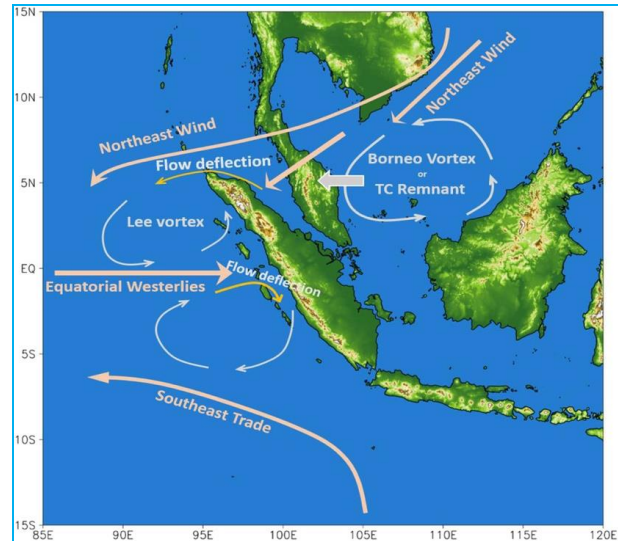 15N
10N
5N
EQ
5S
10S
15S
Northeast Wind
Northeast Wind
Flow deflection
Borneo Vortex
or
TC Remnant
Lee vortex
Flow deflection
Equatorial Westerlies
Southeast Trade
85E 90E 95E 100E 105E 110E 115E 120E